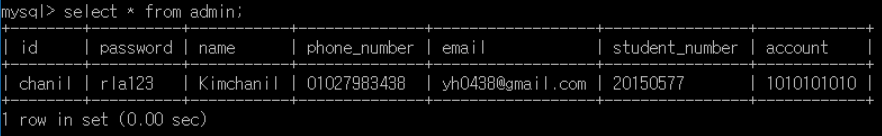 mysql> select * from admin;
| id | password | name | phone_number | email | student_number | account |
| chanil | rla123 | Kimchanil | 01027983438 | yh0438@gmail.com | 20150577 | 1010101010 |
1 row in set (0.00 sec)